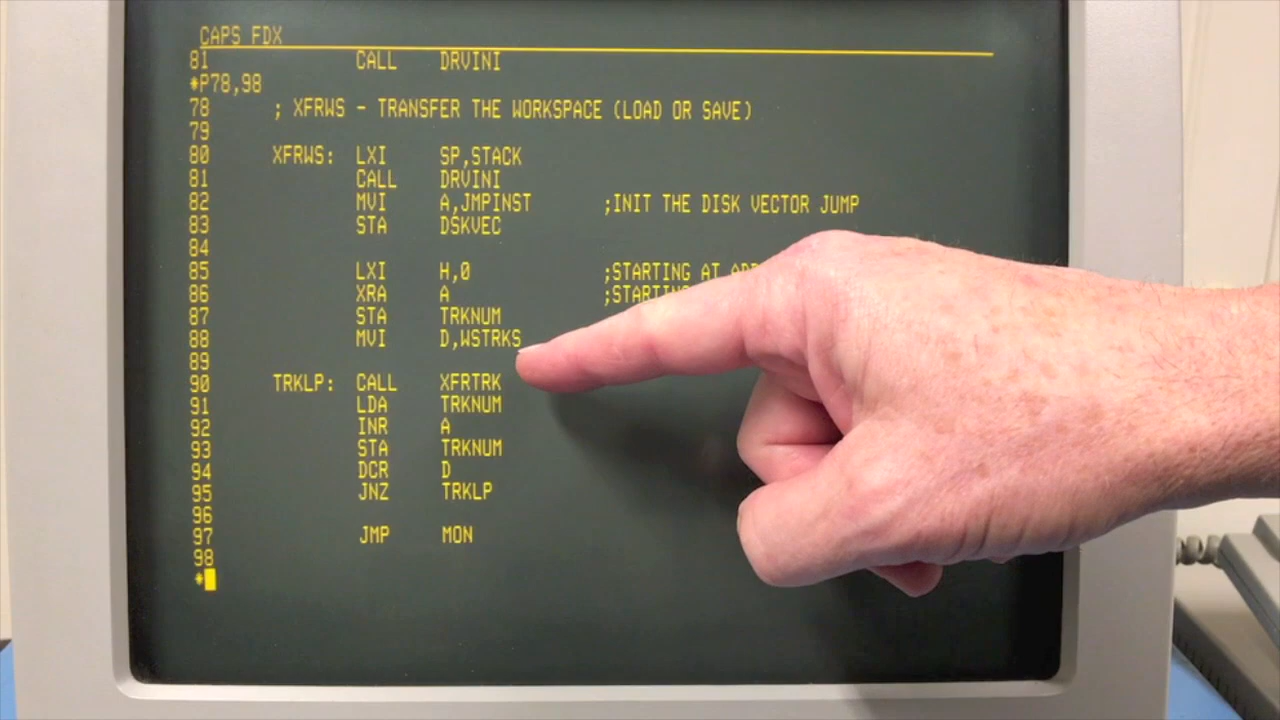 CAPS FDX
81 CALL DRVINI
*P78,98
78 ; XFRWS - TRANSFER THE WORKSPACE (LOAD OR SAVE)
79
80 XFRWS: LXI SP,STACK
81 CALL DRVINI
82 MVI A,JMPINST ;INIT THE DISK VECTOR JUMP
83 STA DSKVEC
84
85 LXI H,0 ;STARTING AT
86 XRA A
87 STA TRKNUM
88 MVI D,WSTRKS
89
90 TRKLP: CALL XFRTRK
91 LDA TRKNUM
92 INR A
93 STA TRKNUM
94 DCR D
95 JNZ TRKLP
96
97 JMP MON
98
*